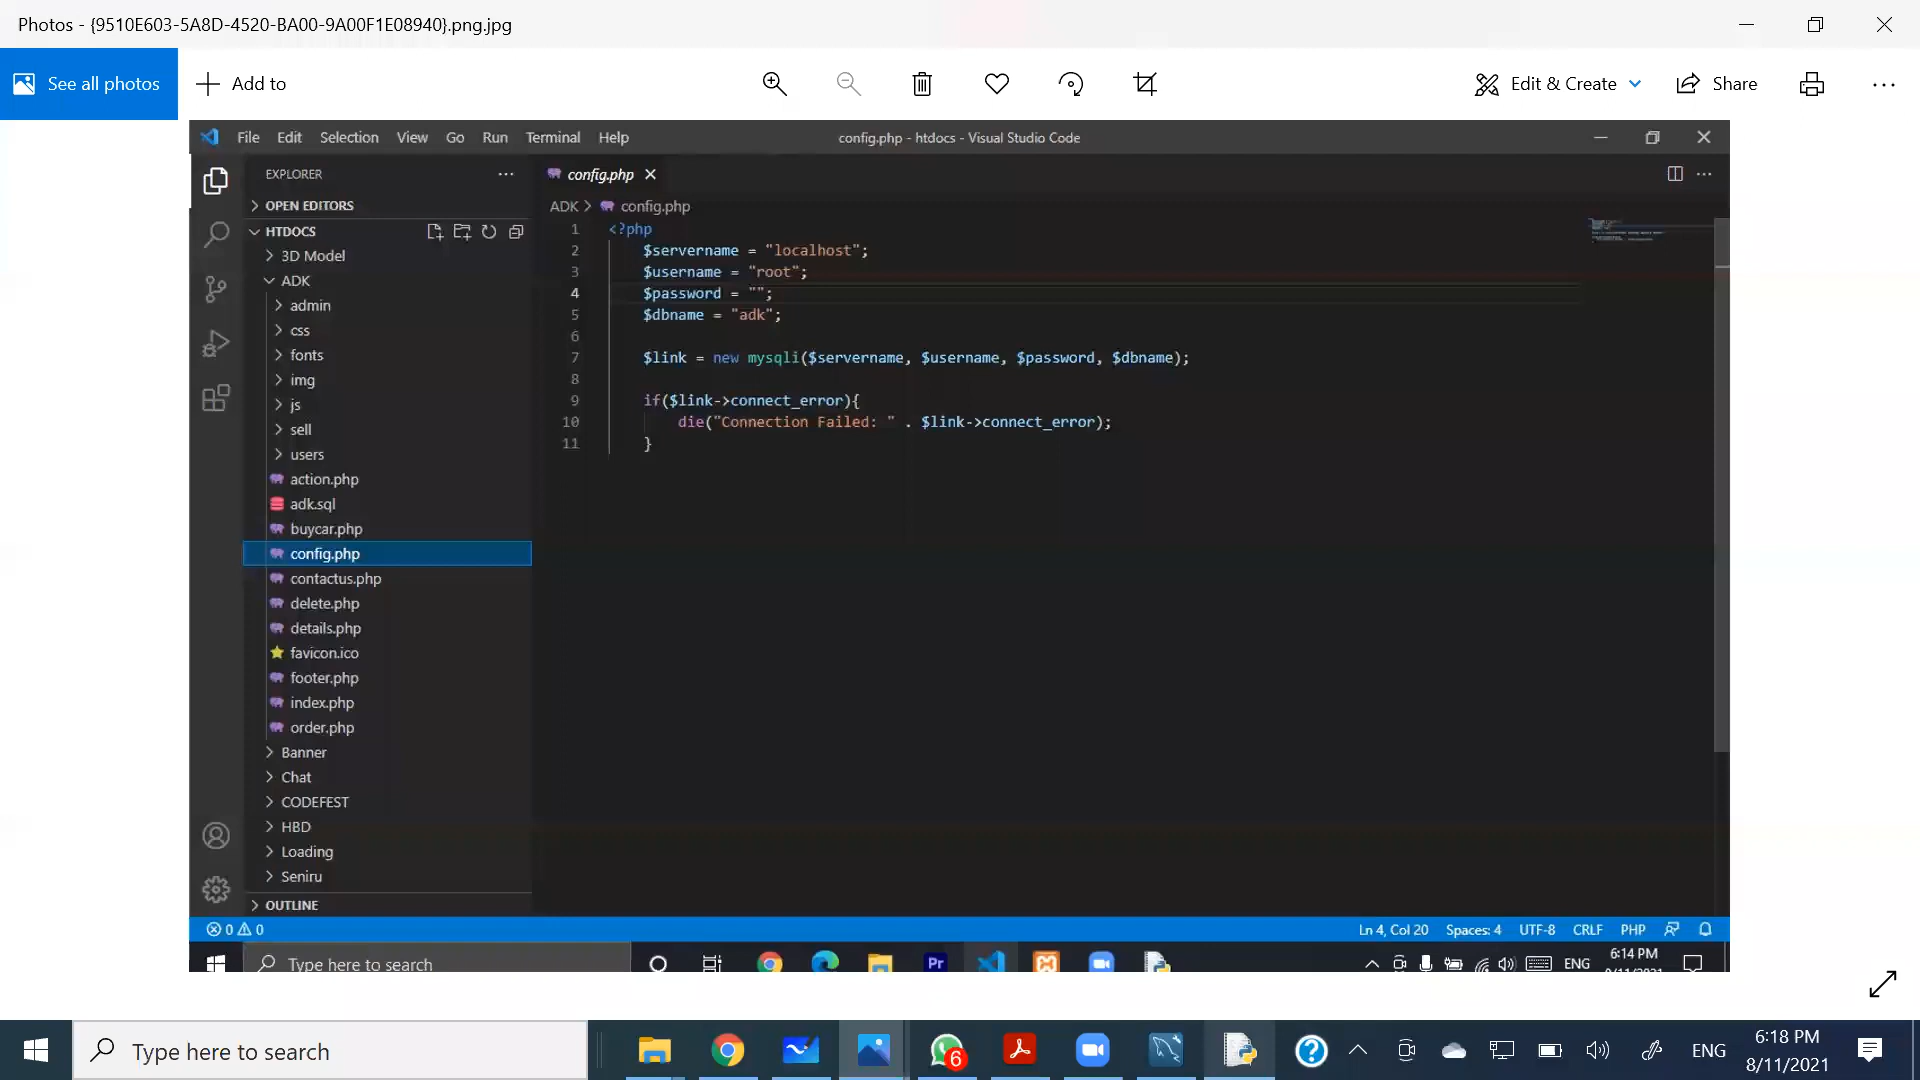 Photos - {9510E603-5A8D-4520-BA00-9A00F1E08940}.png.jpg
See all photos
Add to
Edit & Create
Share
File Edit Selection View Go Run Terminal Help
config.php - htdocs - Visual Studio Code
EXPLORER
OPEN EDITORS
HTDOCS
3D Model
ADK
admin
css
fonts
img
js
sell
users
action.php
adk.sql
buycar.php
config.php
contactus.php
delete.php
details.php
favicon.ico
footer.php
index.php
order.php
Banner
Chat
CODEFEST
HBD
Loading
Seniru
OUTLINE
config.php
ADK > config.php
1 <?php
2 $servername = "localhost";
3 $username = "root";
4 $password = "";
5 $dbname = "adk";
6
7 $link = new mysqli($servername, $username, $password, $dbname);
8
9 if($link->connect_error){
10 die("Connection Failed: " . $link->connect_error);
11 }
0 0
Ln 4, Col 20 Spaces: 4 UTF-8 CRLF PHP
Type here to search
Pr
ENG
6:14 PM
Type here to search
6
ENG
6:18 PM
8/11/2021